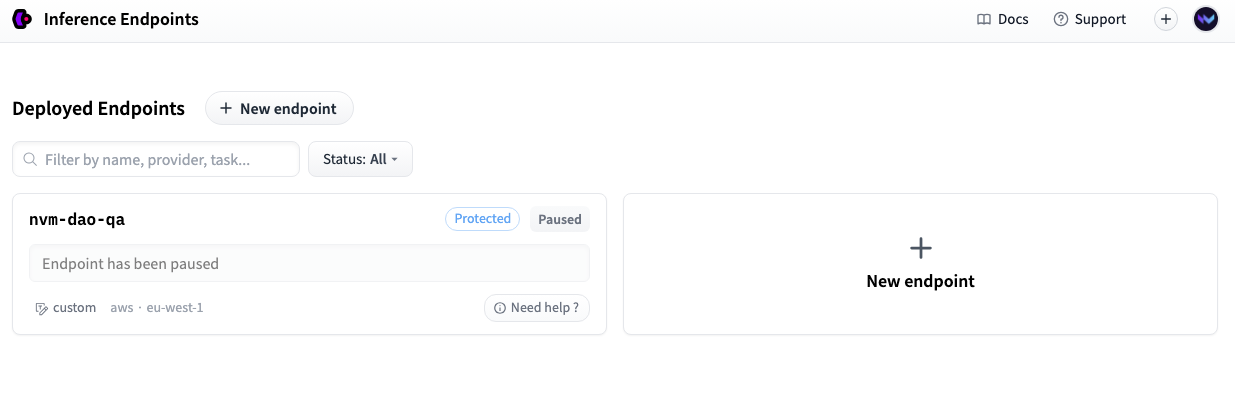 Inference Endpoints
Docs
Support
Deployed Endpoints
New endpoint
Filter by name, provider, task...
Status: All
nvm-dao-qa
Protected
Paused
Endpoint has been paused
custom
aws · eu-west-1
Need help ?
New endpoint